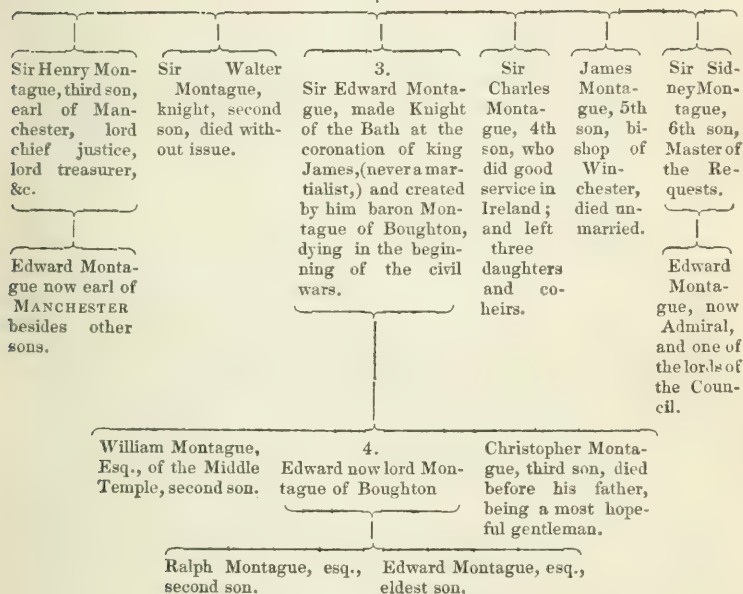 Sir Henry Mon-
tague, third son,
earl of Man-
chester, lord
chief justice,
lord treasurer,
&c.
Sir Walter
Montague,
knight, second
son, died with-
out issue.
3.
Sir Edward Monta-
gue, made Knight
of the Bath at the
coronation of king
James, (never a mar-
tialist,) and created
by him baron Mon-
tague of Boughton,
dying in the begin-
ning of the civil
wars.
Sir
Charles
Monta-
gue, 4th
son, who
did good
service in
Ireland;
and left
three
daughters
and co-
heirs.
James
Monta-
gue, 5th
son, bi-
shop of
Win-
chester,
died un-
married.
Sir Sid-
ney Mon-
tague,
6th son,
Master of
the Re-
quests.
Edward Monta-
gue now earl of
MANCHESTER
besides other
sons.
Edward
Monta-
gue, now
Admiral,
and one of
the lords of
the Coun-
cil.
William Montague,
Esq., of the Middle
Temple, second son.
4.
Edward now lord Mon-
tague of Boughton
Christopher Monta-
gue, third son, died
before his father,
being a most hope-
ful gentleman.
Ralph Montague, esq.,
second son.
Edward Montague, esq.,
eldest son.